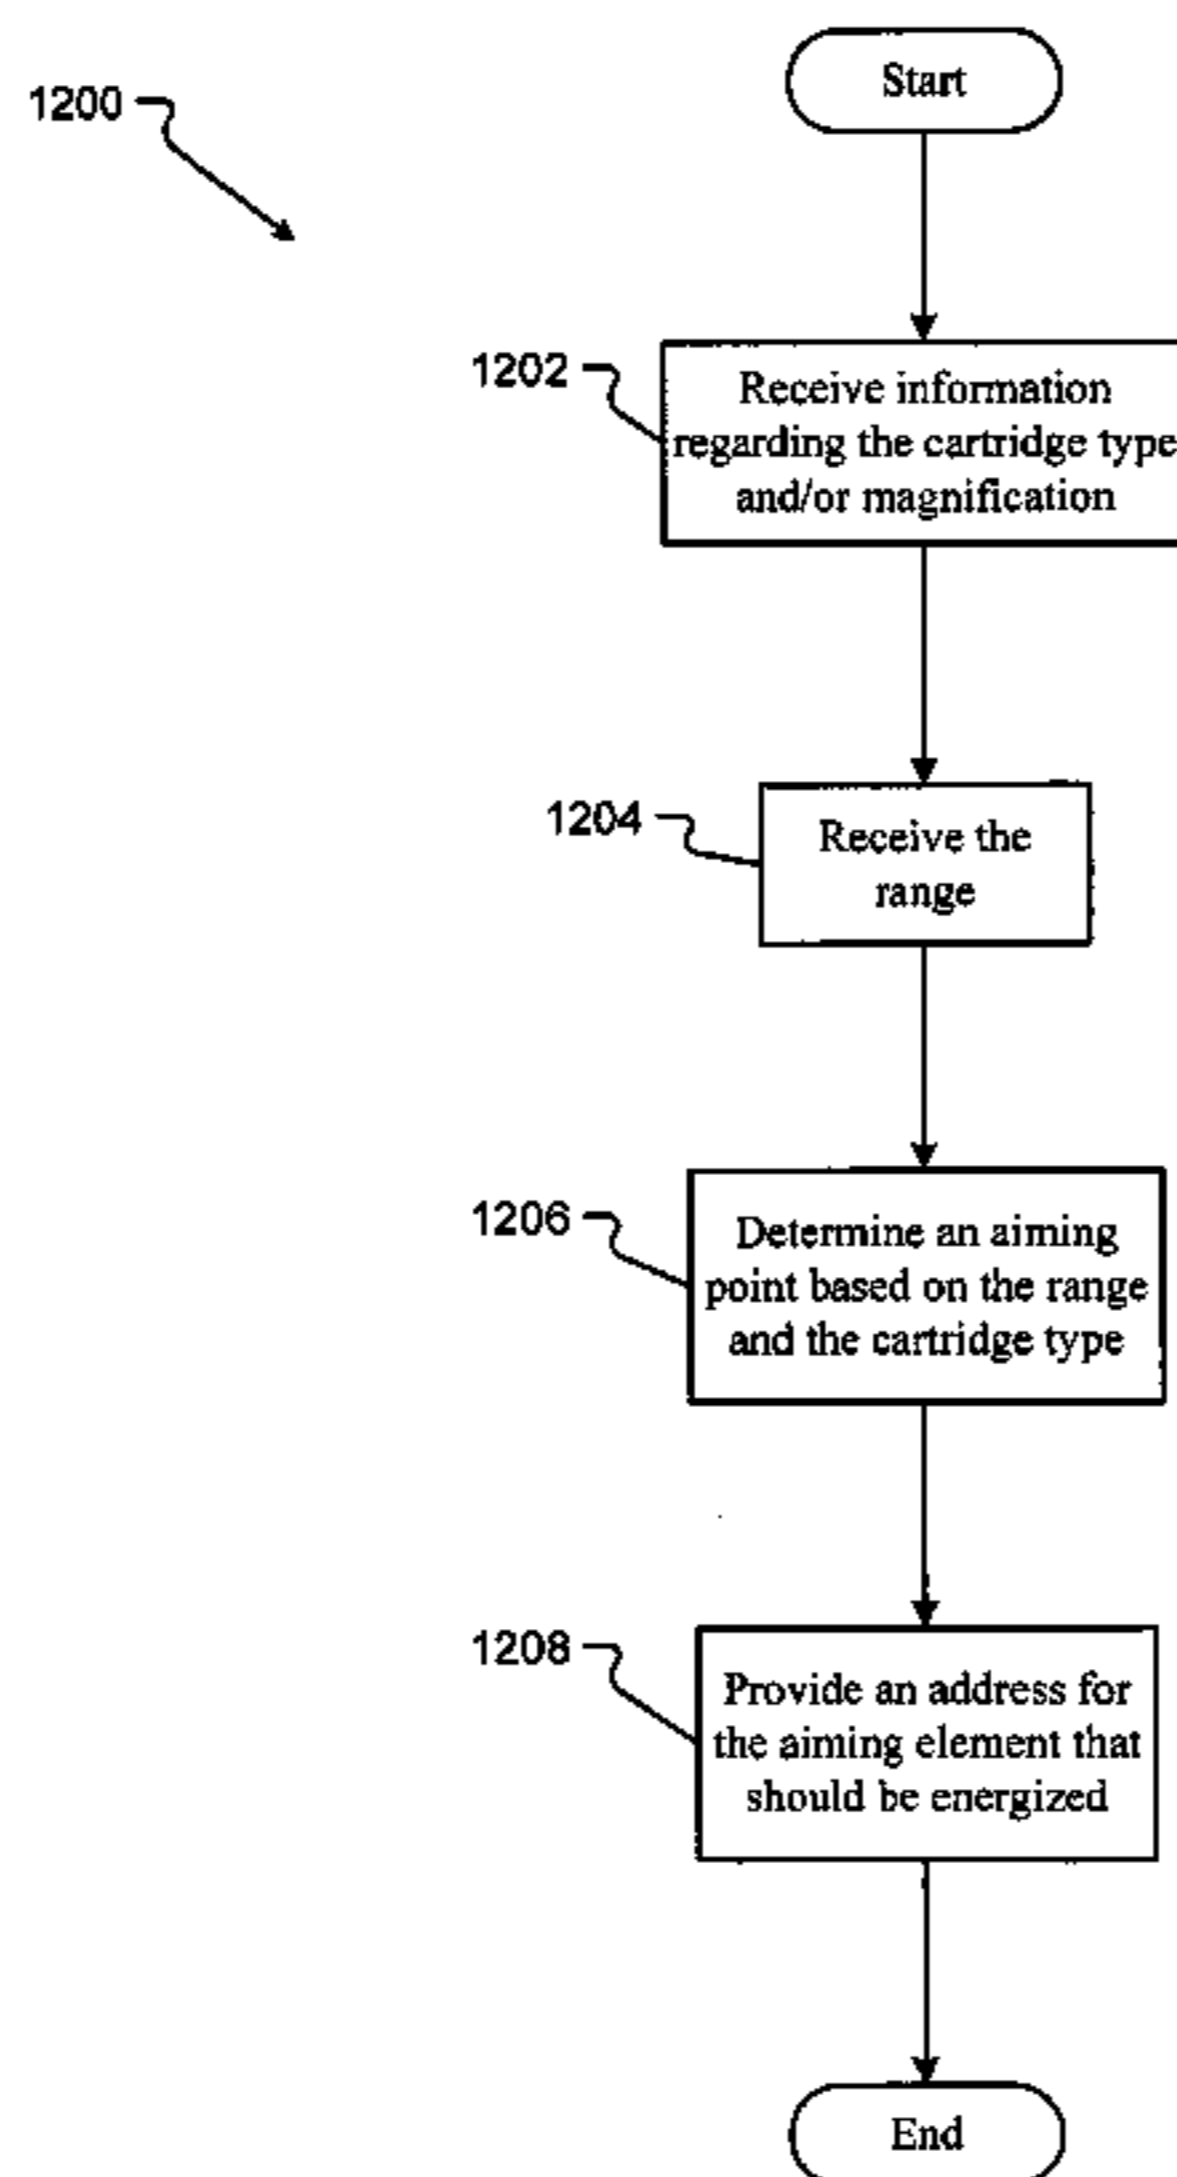 Start
1200
1202
Receive information
regarding the cartridge type
and/or magnification
1204
Receive the
range
1206
Determine an aiming
point based on the range
and the cartridge type
1208
Provide an address for
the aiming element that
should be energized
End